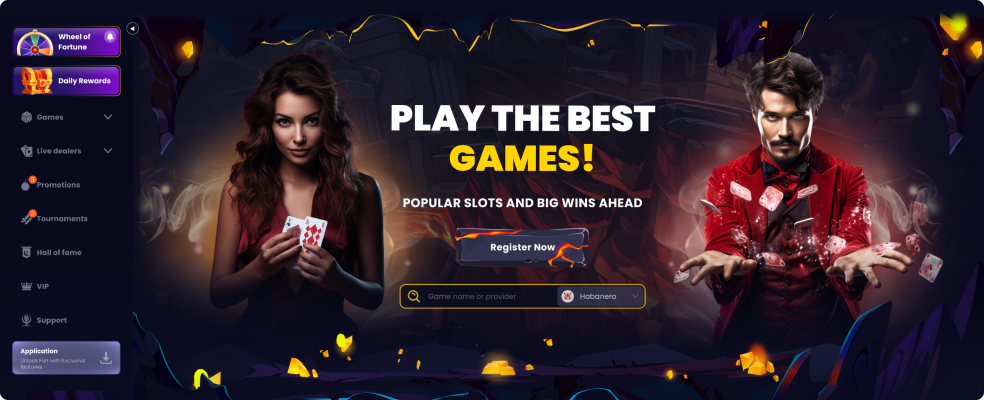 Wheel of
Fortune
Daily Rewards
Games
Live dealers
3
Promotions
3
Tournaments
Hall of fame
VIP
Support
Application
Unlock Fun with Exclusive
features
PLAY THE BEST
GAMES!
POPULAR SLOTS AND BIG WINS AHEAD
Register Now
Game name or provider
Habanero